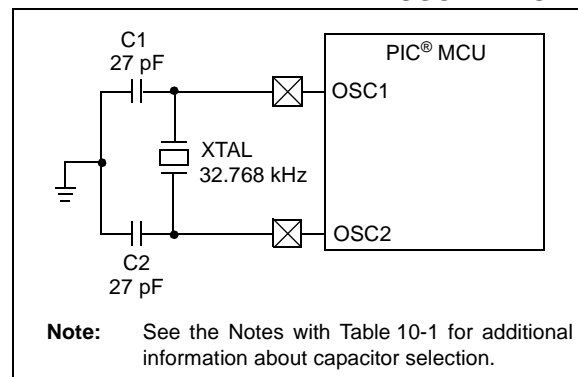 C1
27 pF
PIC® MCU
OSC1
XTAL
32.768 kHz
OSC2
C2
27 pF
Note: See the Notes with Table 10-1 for additional
information about capacitor selection.